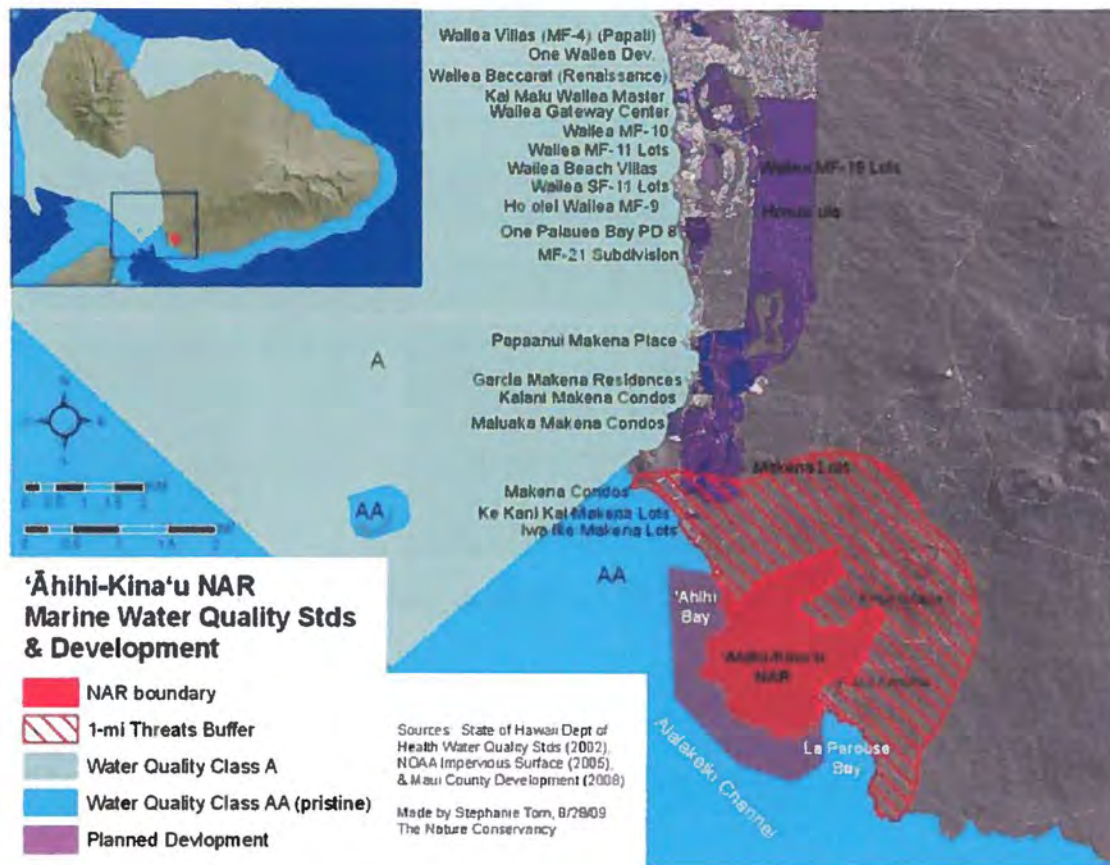 Wailea Villas (MF-4) (Papali)
One Wailea Dev.
Wailea Baccarat (Renaissance)
Kai Malu Wailea Master
Wailea Gateway Center
Wailea MF-10
Wailea MF-11 Lots
Wailea Beach Villas
Wailea SF-11 Lots
Ho olei Wailea MF-9
One Palauea Bay PD 8
MF-21 Subdivision
Wailea MF-19 Lots
Papaanui Makena Place
Garcia Makena Residences
Kalani Makena Condos
Maluaka Makena Condos
Makena Lots
Makena Condos
Ke Kani Kai Makena Lots
Iwa Ike Makena Lots
A
AA
AA
'Ahihi
Bay
'Āhihi-Kina'u
NAR
La Perouse
Bay
Alalakeiki Channel
'Āhihi-Kina'u NAR
Marine Water Quality Stds
& Development
NAR boundary
1-mi Threats Buffer
Water Quality Class A
Water Quality Class AA (pristine)
Planned Devlopment
Sources: State of Hawaii Dept of
Health Water Quality Stds (2002),
NOAA Impervious Surface (2005),
& Maui County Development (2008)
Made by Stephanie Tom, 8/28/09
The Nature Conservancy